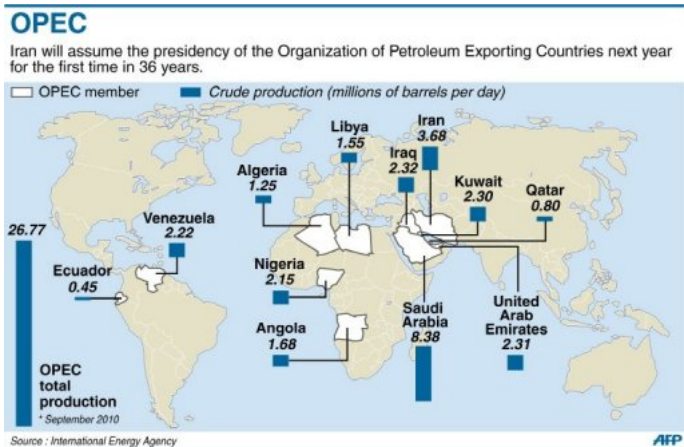 OPEC
Iran will assume the presidency of the Organization of Petroleum Exporting Countries next year
for the first time in 36 years.
OPEC member
Crude production (millions of barrels per day)
Libya
1.55
Iran
3.68
Iraq
2.32
Algeria
1.25
Kuwait
2.30
Qatar
0.80
Venezuela
2.22
26.77
Ecuador
0.45
Nigeria
2.15
Angola
1.68
Saudi
Arabia
8.38
United
Arab
Emirates
2.31
OPEC
total
production
* September 2010
Source : International Energy Agency
AFP